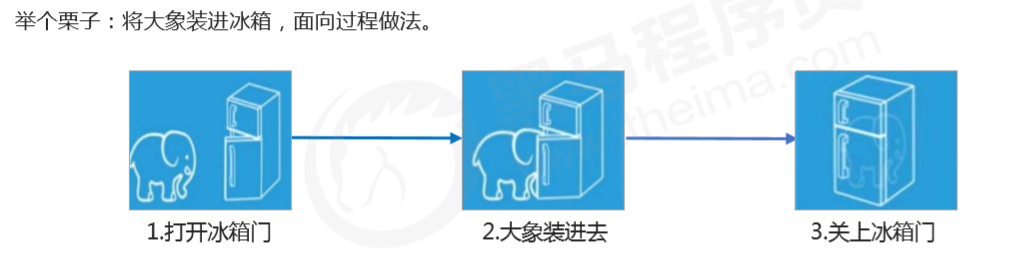 举个栗子：将大象装进冰箱，面向过程做法。
黑马程序员
itheima.com
1.打开冰箱门
2.大象装进去
3.关上冰箱门